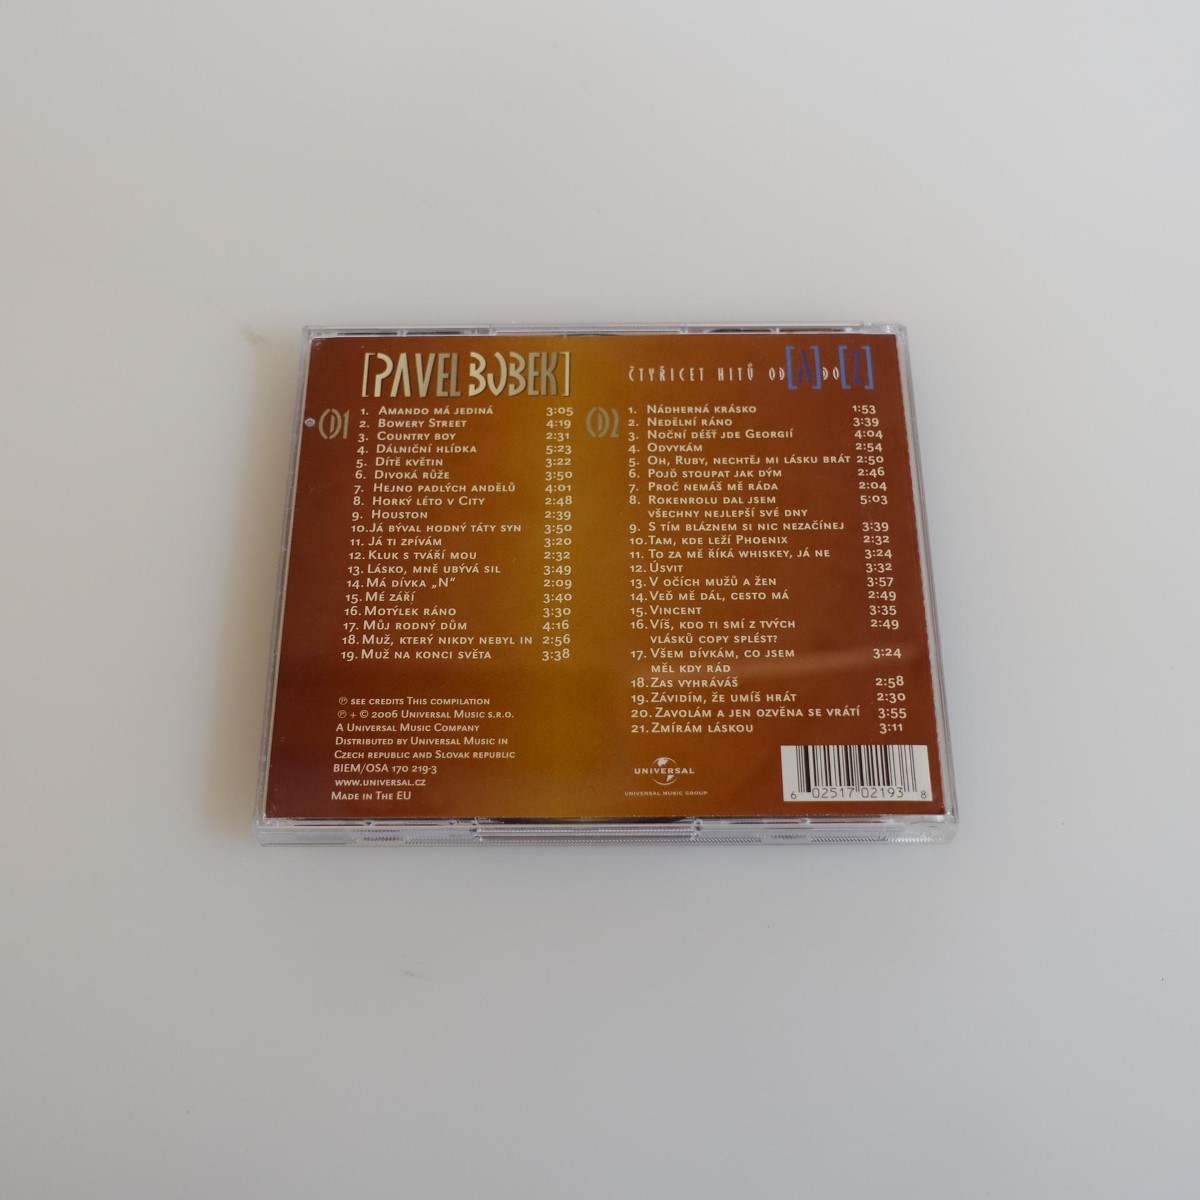 [PAVEL BOBEK]
ČTYŘICET HITŮ OD [A] DO [Z]
CD1
1. AMANDO MÁ JEDINÁ 3:05
2. BOWERY STREET 4:19
3. COUNTRY BOY 2:31
4. DÁLNIČNÍ HLÍDKA 5:23
5. DÍTĚ KVĚTIN 3:22
6. DIVOKÁ RŮŽE 3:50
7. HEJNO PADLÝCH ANDĚLŮ 4:01
8. HORKÝ LÉTO V CITY 2:48
9. HOUSTON 2:39
10. JÁ BÝVAL HODNÝ TÁTY SYN 3:50
11. JÁ TI ZPÍVÁM 3:20
12. KLUK S TVÁŘÍ MOU 2:32
13. LÁSKO, MNĚ UBÝVÁ SIL 3:49
14. MÁ DÍVKA „N“ 2:09
15. MÉ ZÁŘÍ 3:40
16. MOTÝLEK RÁNO 3:30
17. MŮJ RODNÝ DŮM 4:16
18. MUŽ, KTERÝ NIKDY NEBYL IN 2:56
19. MUŽ NA KONCI SVĚTA 3:38
℗ SEE CREDITS THIS COMPILATION
℗ + © 2006 UNIVERSAL MUSIC S.R.O.
A UNIVERSAL MUSIC COMPANY
DISTRIBUTED BY UNIVERSAL MUSIC IN
CZECH REPUBLIC AND SLOVAK REPUBLIC
BIEM/OSA 170 219-3
WWW.UNIVERSAL.CZ
MADE IN THE EU
CD2
1. NÁDHERNÁ KRÁSKO 1:53
2. NEDĚLNÍ RÁNO 3:39
3. NOČNÍ DÉŠŤ JDE GEORGIÍ 4:04
4. ODVYKÁM 2:54
5. OH, RUBY, NECHTĚJ MI LÁSKU BRÁT 2:50
6. POJĎ STOUPAT JAK DÝM 2:46
7. PROČ NEMÁŠ MĚ RÁDA 2:04
8. ROKENROLU DAL JSEM 5:03
VŠECHNY NEJLEPŠÍ SVÉ DNY
9. S TÍM BLÁZNEM SI NIC NEZAČÍNEJ 3:39
10. TAM, KDE LEŽÍ PHOENIX 2:32
11. TO ZA MĚ ŘÍKÁ WHISKEY, JÁ NE 3:24
12. ÚSVIT 3:32
13. V OČÍCH MUŽŮ A ŽEN 3:57
14. VEĎ MĚ DÁL, CESTO MÁ 2:49
15. VINCENT 3:35
16. VÍŠ, KDO TI SMÍ Z TVÝCH 2:49
VLÁSKŮ COPY SPLÉST?
17. VŠEM DÍVKÁM, CO JSEM 3:24
MĚL KDY RÁD
18. ZAS VYHRÁVÁŠ 2:58
19. ZÁVIDÍM, ŽE UMÍŠ HRÁT 2:30
20. ZAVOLÁM A JEN OZVĚNA SE VRÁTÍ 3:55
21. ZMÍRÁM LÁSKOU 3:11
UNIVERSAL
UNIVERSAL MUSIC GROUP
6 02517 02193 8